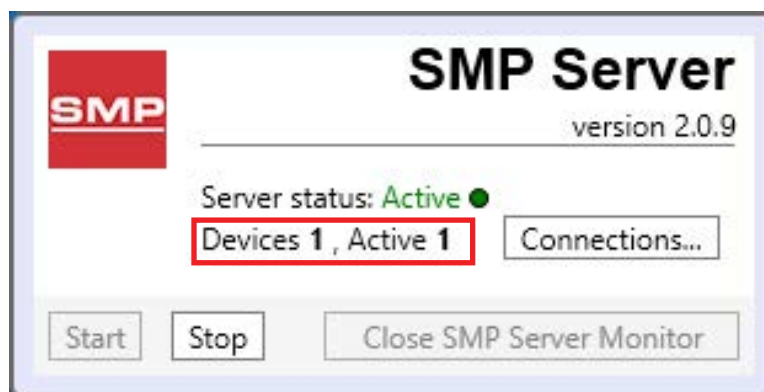 SMP Server
SMP
version 2.0.9
Server status: Active
Devices 1 , Active 1
Connections...
Start
Stop
Close SMP Server Monitor